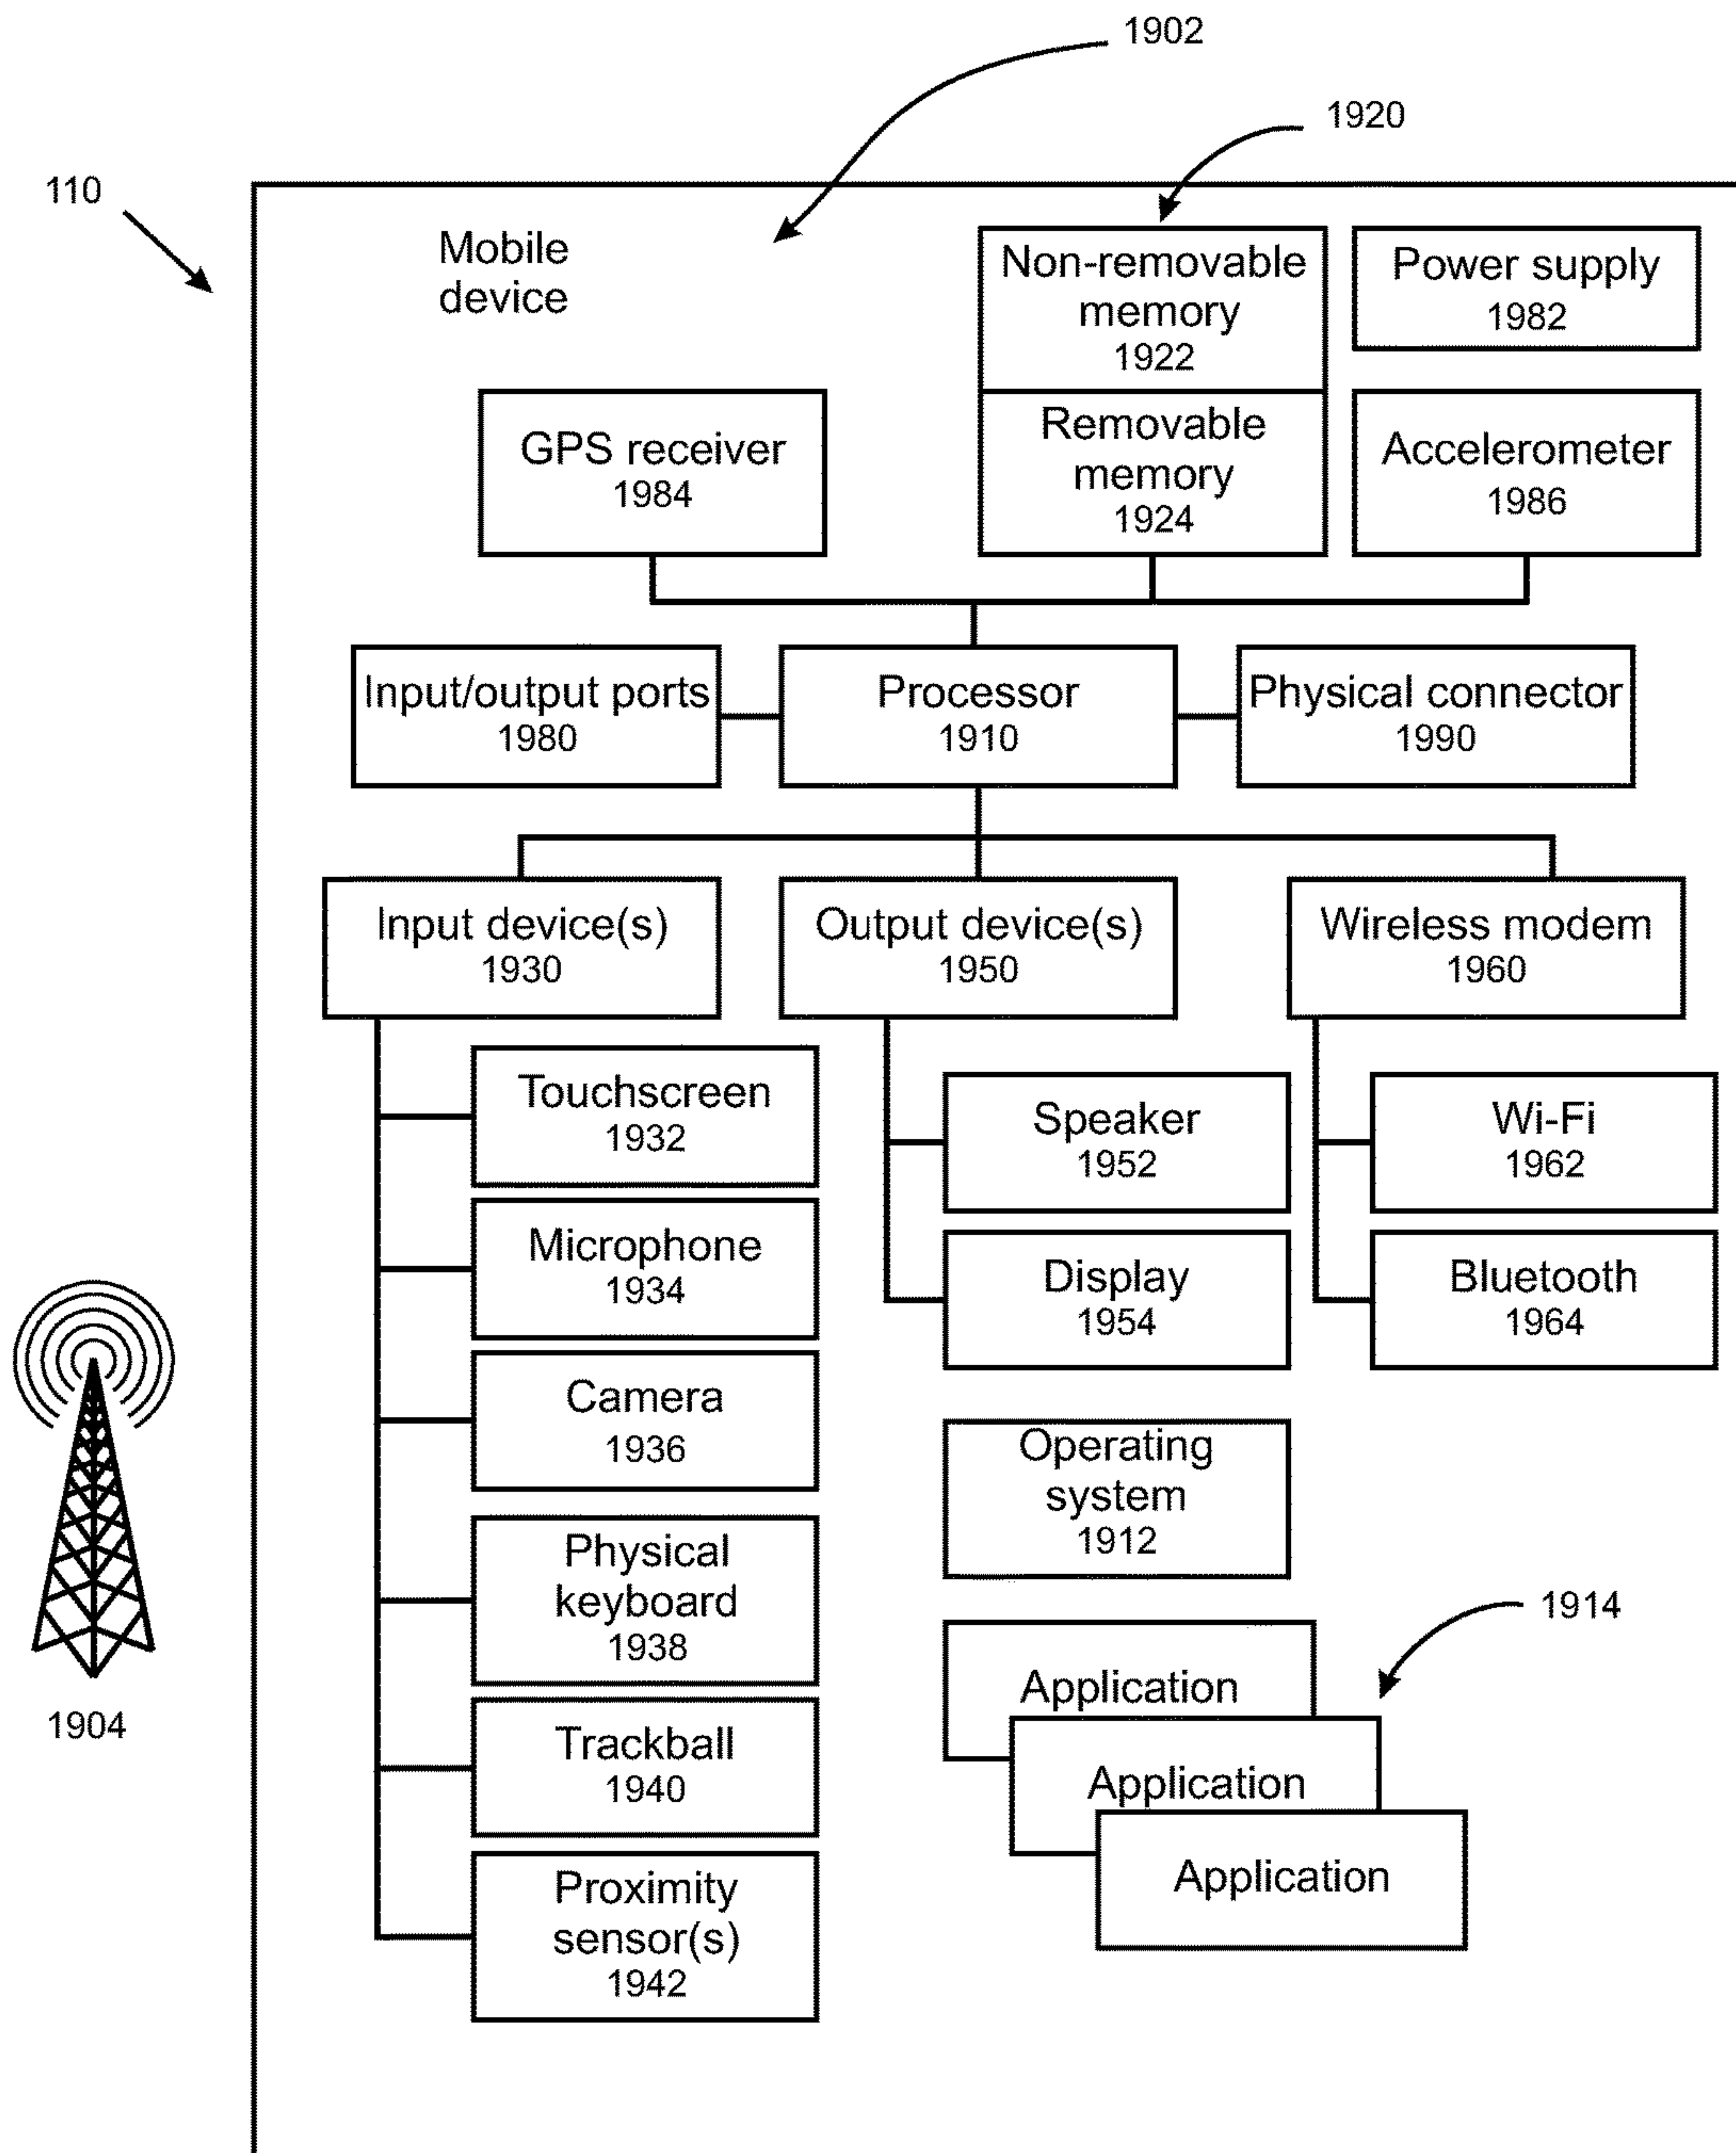 1902
1920
110
Mobile
device
Non-removable
memory
1922
Power supply
1982
GPS receiver
1984
Removable
memory
1924
Accelerometer
1986
Input/output ports
1980
Processor
1910
Physical connector
1990
Input device(s)
1930
Output device(s)
1950
Wireless modem
1960
Touchscreen
1932
Microphone
1934
Camera
1936
Physical
keyboard
1938
Trackball
1940
Proximity
sensor(s)
1942
Speaker
1952
Display
1954
Wi-Fi
1962
Bluetooth
1964
Operating
system
1912
1914
Application
Application
Application
1904